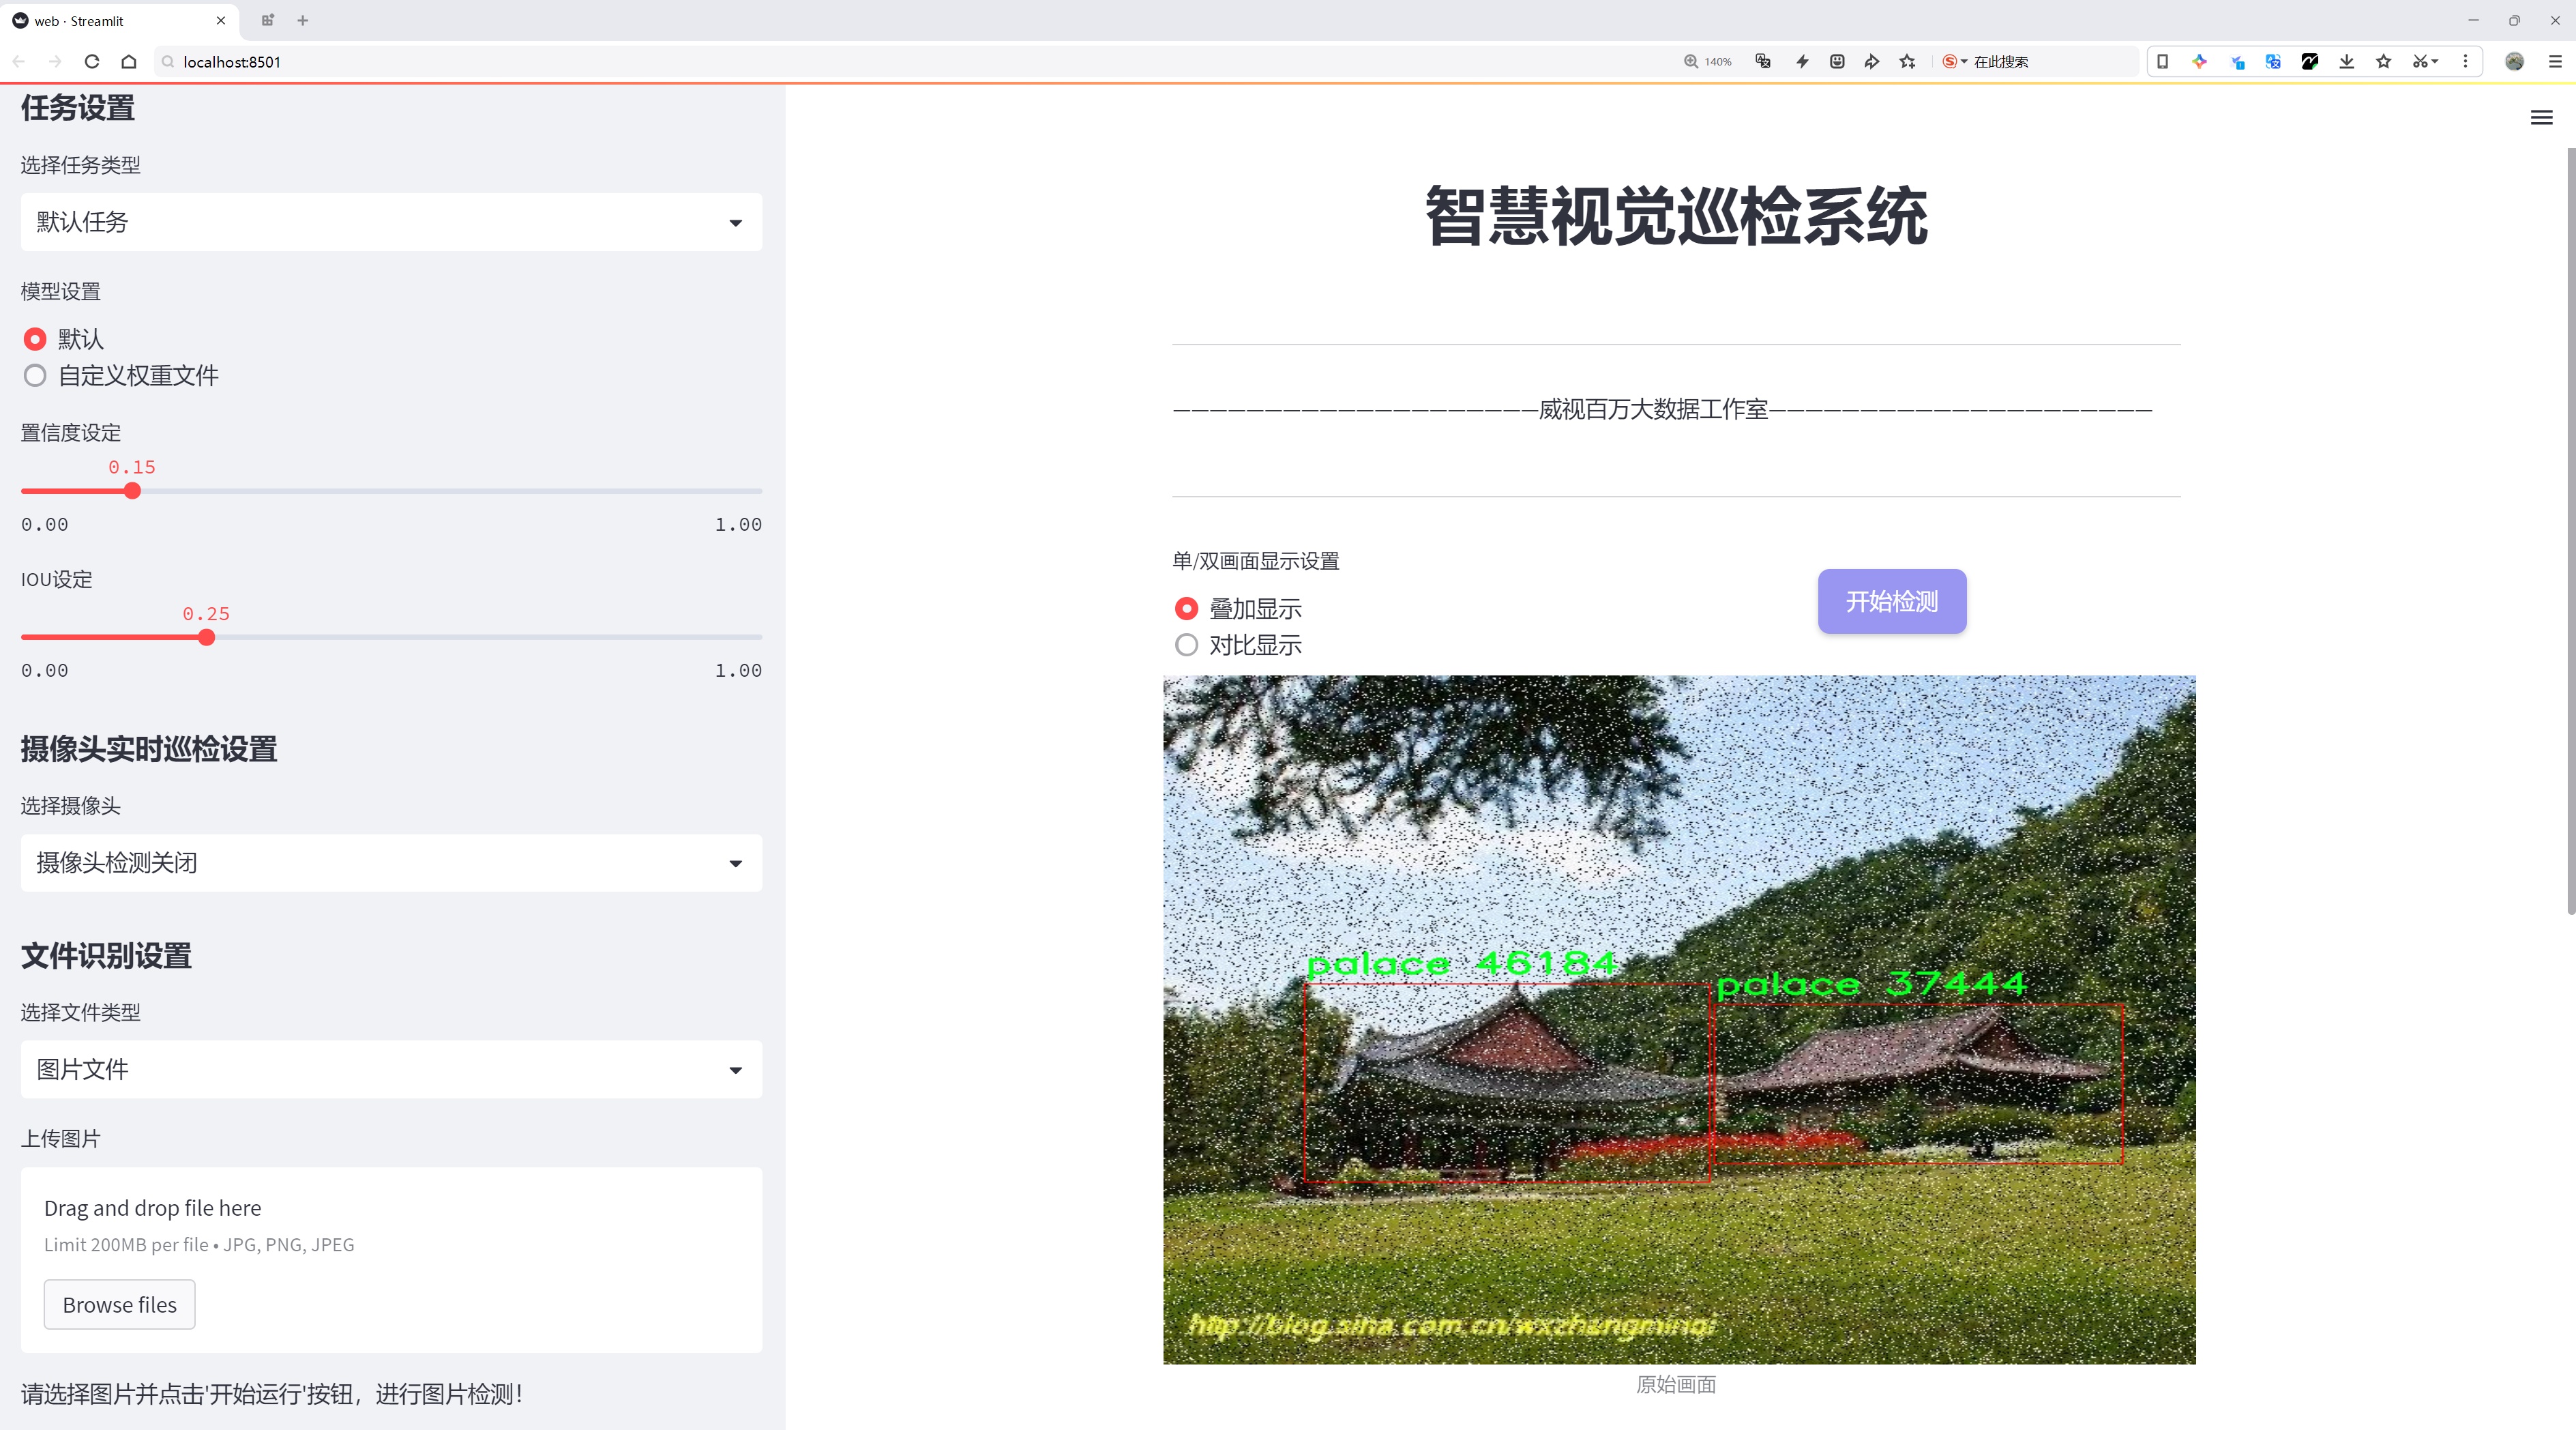 web · Streamlit
localhost:8501
140%
在此搜索
任务设置
选择任务类型
默认任务
模型设置
默认
自定义权重文件
置信度设定
0.15
0.00
1.00
IOU设定
0.25
0.00
1.00
摄像头实时巡检设置
选择摄像头
摄像头检测关闭
文件识别设置
选择文件类型
图片文件
上传图片
Drag and drop file here
Limit 200MB per file • JPG, PNG, JPEG
Browse files
请选择图片并点击'开始运行'按钮，进行图片检测！
智慧视觉巡检系统
————————————————————威视百万大数据工作室—————————————————————
单/双画面显示设置
叠加显示
对比显示
开始检测
palace 46184
palace 37444
原始画面